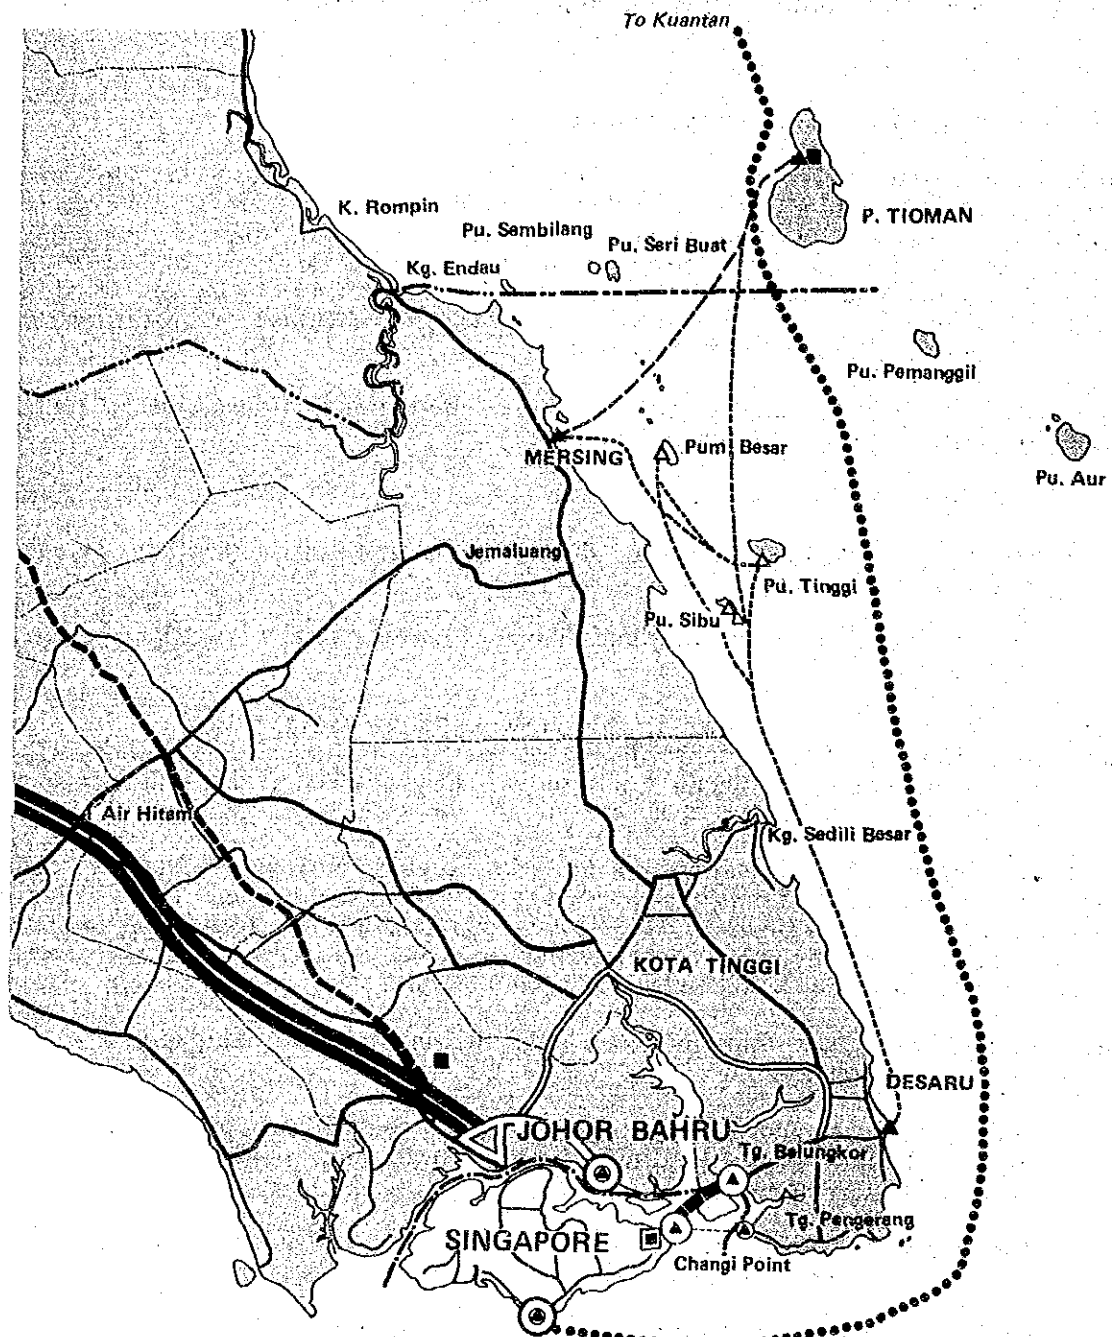 To Kuantan
K. Rompin
P. TIOMAN
Pu. Sembilang
Pu. Seri Buat
Kg. Endau
Pu. Pemanggil
MERSING
Pum Besar
Pu. Aur
Jemaluang
Pu. Tinggi
Pu. Sibu
Air Hitam
Kg. Sedili Besar
KOTA TINGGI
DESARU
JOHOR BAHRU
Tg. Belungkor
Tg. Pengerang
SINGAPORE
Changi Point